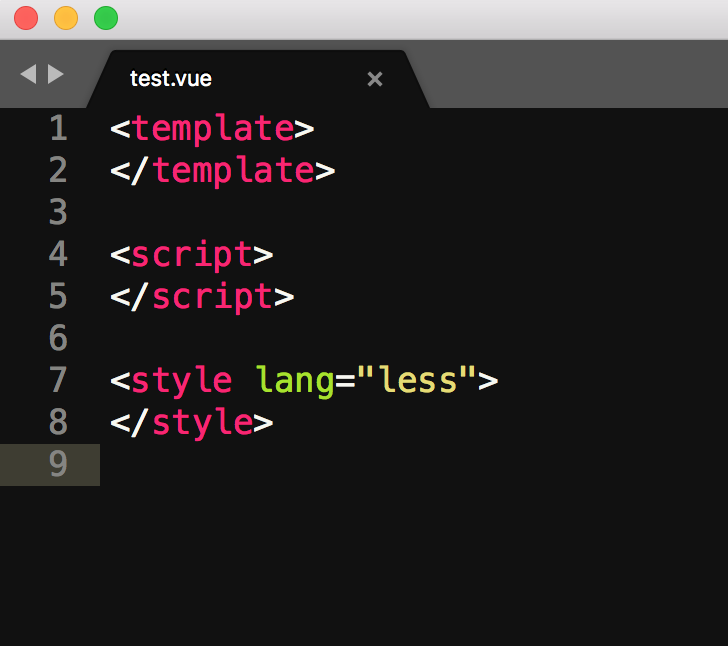 test.vue
1 <template>
2 </template>
3
4 <script>
5 </script>
6
7 <style lang="less">
8 </style>
9